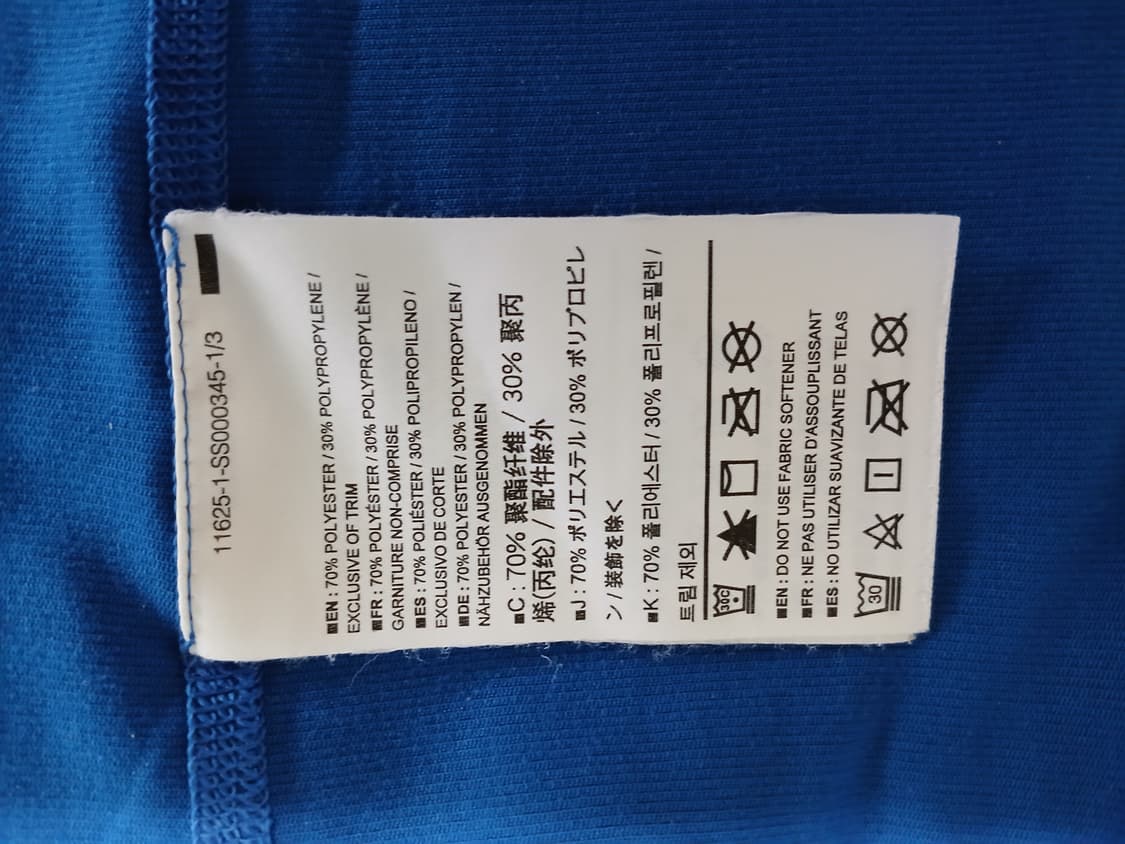 11625-1-SS000345-1/3
EN : 70% POLYESTER / 30% POLYPROPYLENE /
EXCLUSIVE OF TRIM
FR : 70% POLYÉSTER / 30% POLYPROPYLÈNE /
GARNITURE NON-COMPRISE
ES : 70% POLIÉSTER / 30% POLIPROPILENO /
EXCLUSIVO DE CORTE
DE : 70% POLYESTER / 30% POLYPROPYLEN /
NÄHZUBEHÖR AUSGENOMMEN
C : 70% 聚酯纤维 / 30% 聚丙
烯(丙纶) / 配件除外
J : 70% ポリエステル / 30% ポリプロピレ
ン / 装飾を除く
K : 70% 폴리에스터 / 30% 폴리프로필렌 /
트림 제외
30C
EN : DO NOT USE FABRIC SOFTENER
FR : NE PAS UTILISER D'ASSOUPLISSANT
ES : NO UTILIZAR SUAVIZANTE DE TELAS
30